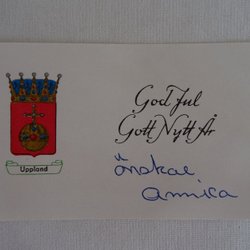 God Jul
Gott Nytt År
önskar
annica
Uppland